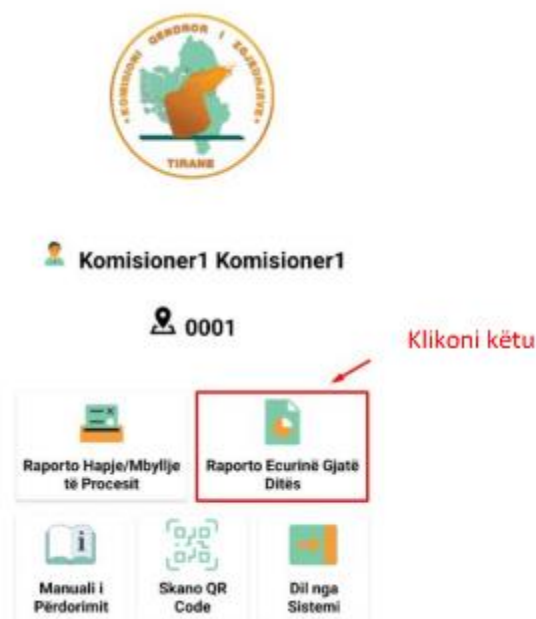 KOMISIONI QENDROR I ZGJEDHJEVE
TIRANE
Komisioner1 Komisioner1
0001
Klikoni këtu
Raporto Hapje/Mbyllje
të Procesit
Raporto Ecurinë Gjatë
Ditës
Manuali i
Përdorimit
Skano QR
Code
Dil nga
Sistemi